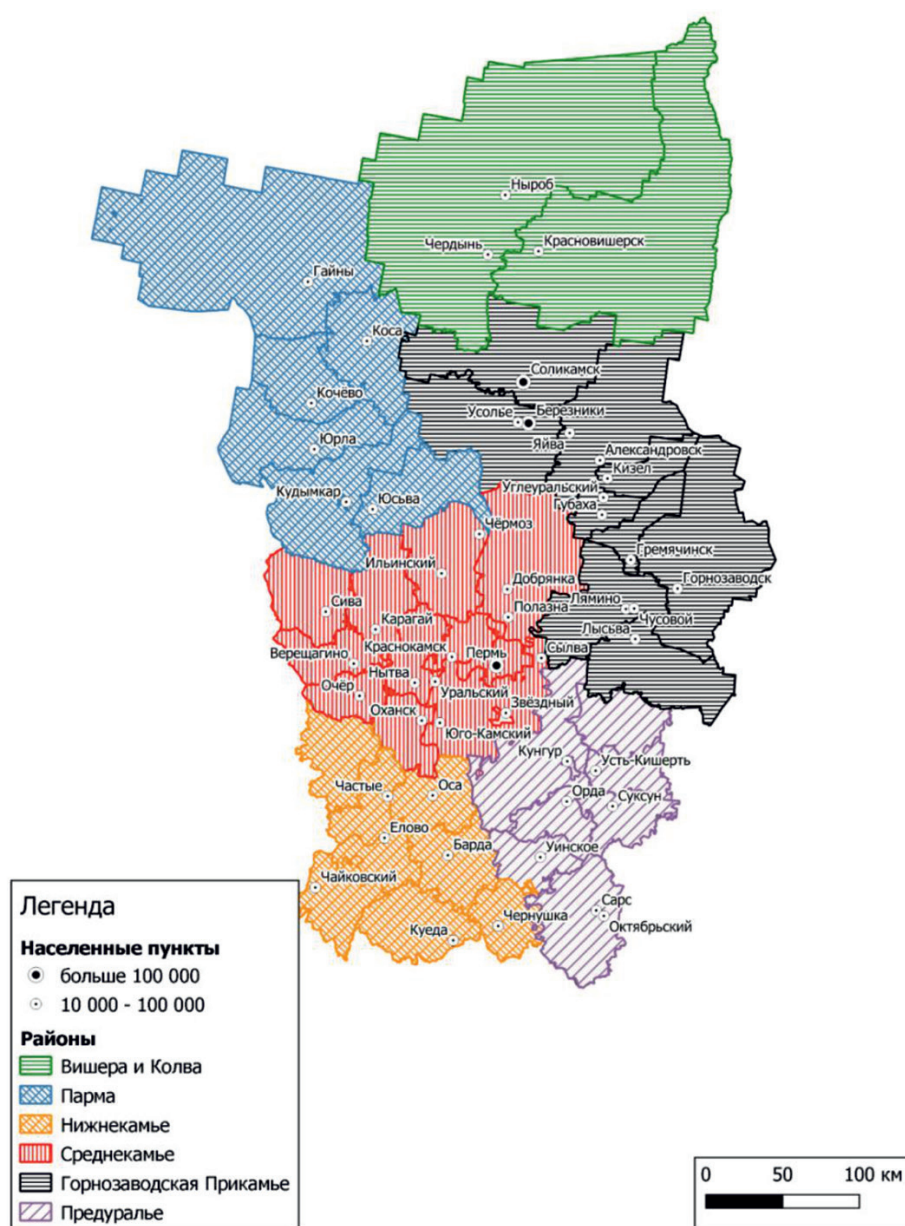 Ныроб
Чердынь
Красновишерск
Гайны
Коса
Соликамск
Кочёво
Усолье
Березники
Яйва
Юрла
Александровск
Кизел
Углеуральский
Кудымкар
Юсьва
Губаха
Чёрмоз
Гремячинск
Ильинский
Добрянка
Горнозаводск
Сива
Полазна
Лямино
Чусовой
Карагай
Лысьва
Краснокамск
Пермь
Сылва
Верещагино
Нытва
Уральский
Очёр
Звёздный
Оханск
Юго-Камский
Кунгур
Усть-Кишерть
Частые
Оса
Орда
Суксун
Елово
Барда
Уинское
Чайковский
Сарс
Чернушка
Октябрьский
Куеда
Легенда
Населенные пункты
больше 100 000
10 000 - 100 000
Районы
Вишера и Колва
Парма
Нижнекамье
Среднекамье
Горнозаводская Прикамье
Предуралье
0 50 100 км